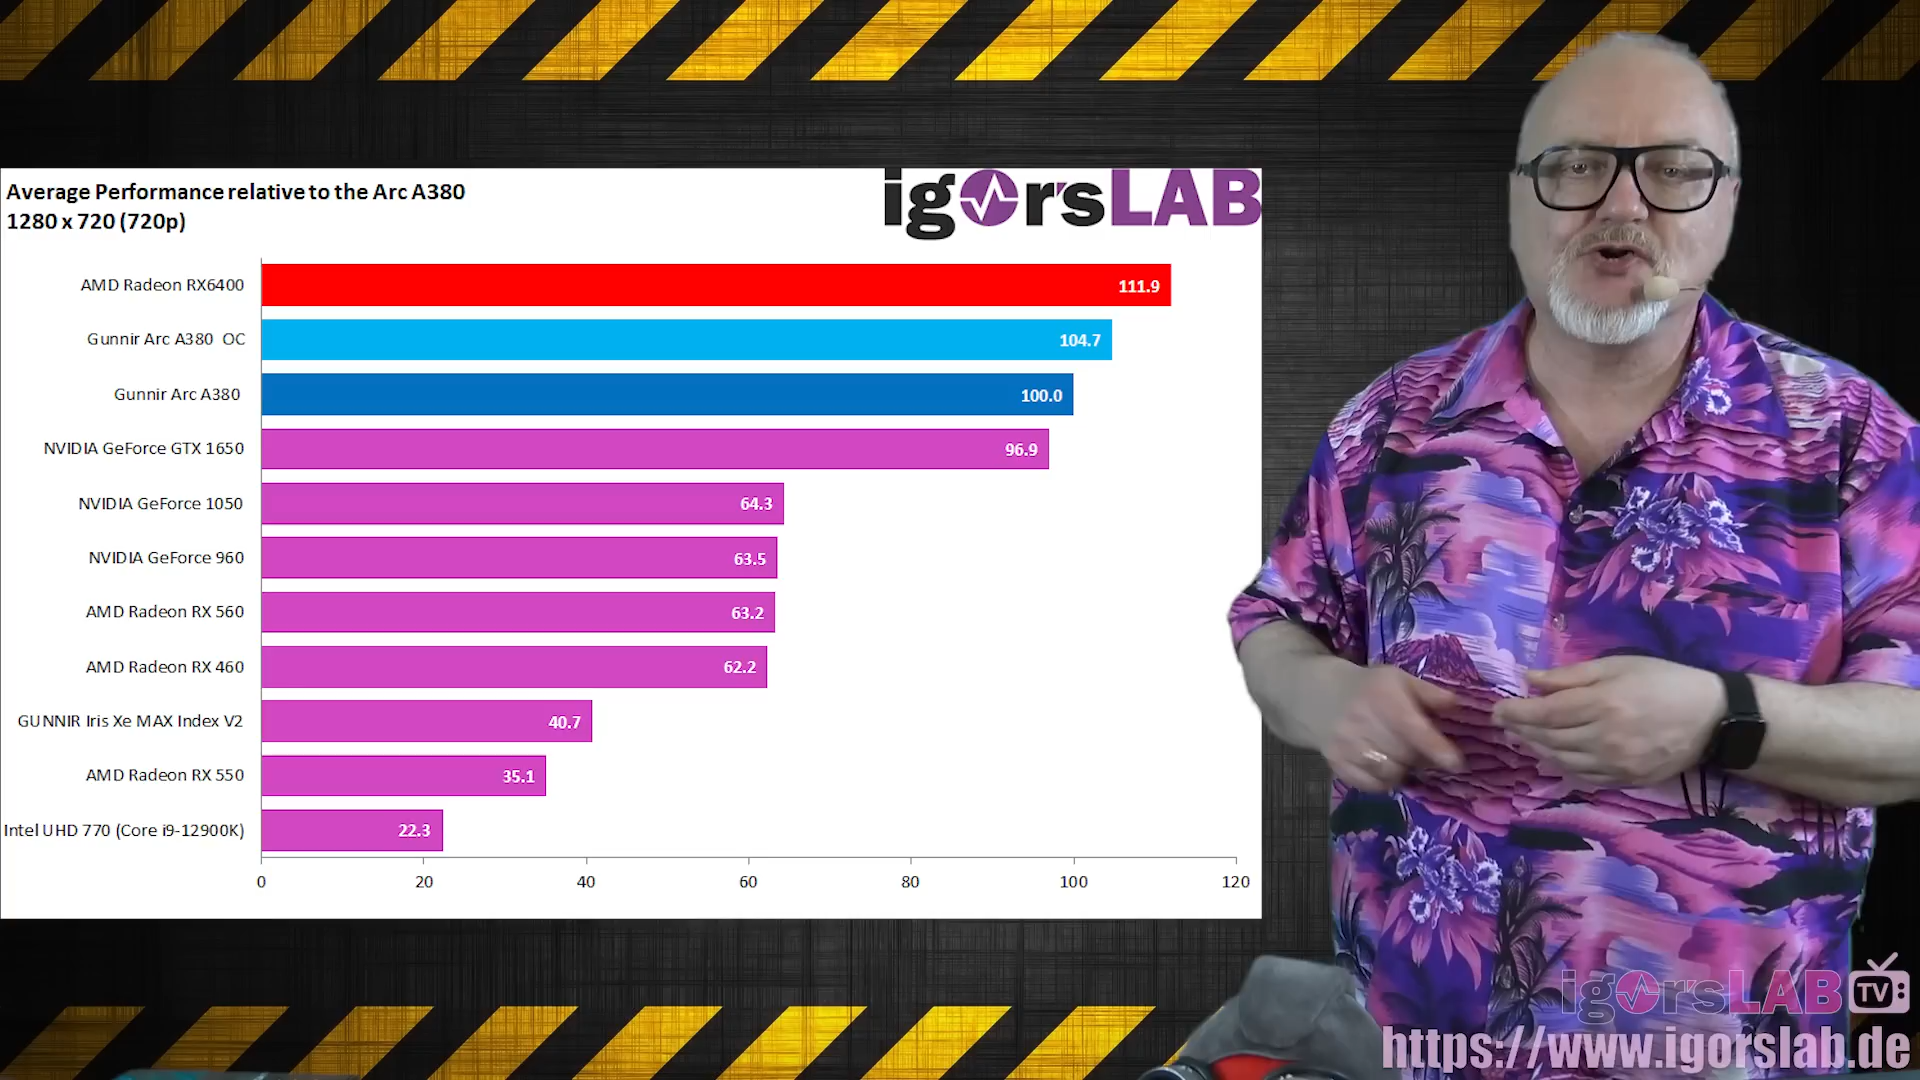 Average Performance relative to the Arc A380
1280 x 720 (720p)
igor'sLAB
AMD Radeon RX6400 111.9
Gunnir Arc A380 OC 104.7
Gunnir Arc A380 100.0
NVIDIA GeForce GTX 1650 96.9
NVIDIA GeForce 1050 64.3
NVIDIA GeForce 960 63.5
AMD Radeon RX 560 63.2
AMD Radeon RX 460 62.2
GUNNIR Iris Xe MAX Index V2 40.7
AMD Radeon RX 550 35.1
Intel UHD 770 (Core i9-12900K) 22.3
0 20 40 60 80 100 120
igor'sLAB TV
https://www.igorslab.de